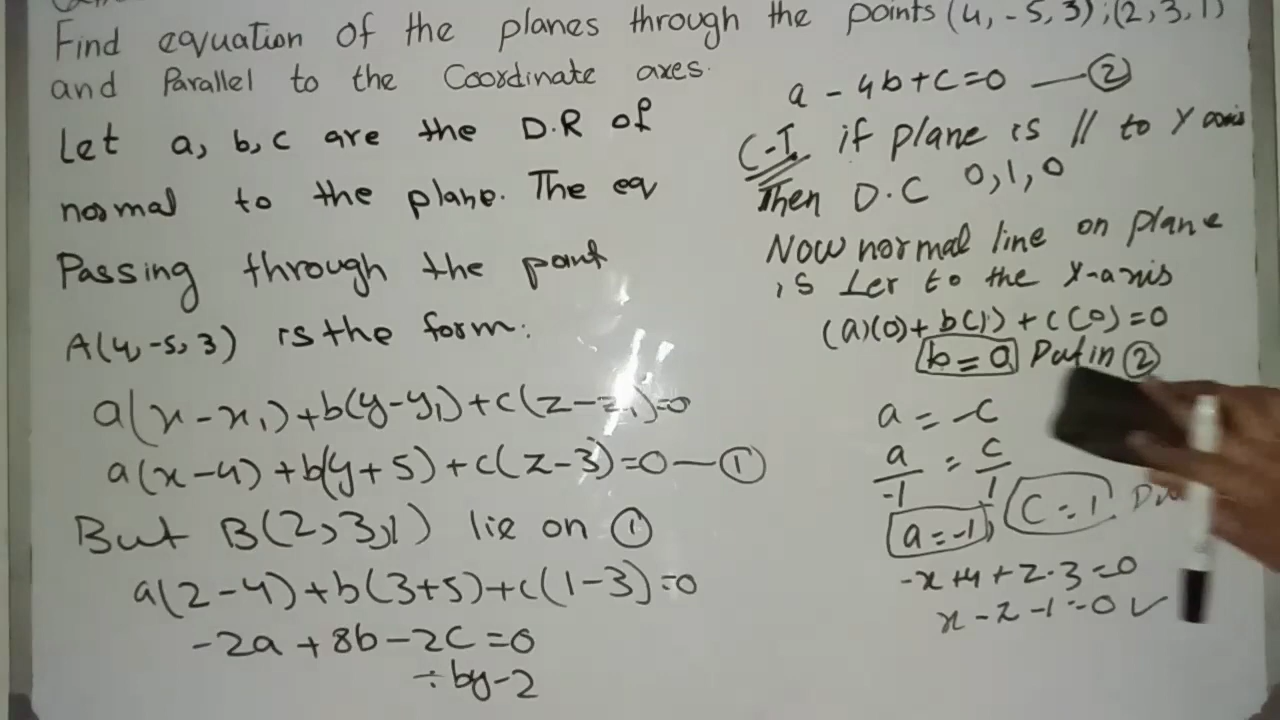 Find equation of the planes through the points (4, -5, 3); (2, 3, 1)
and Parallel to the Coordinate axes.
Let a, b, c are the D.R of
normal to the plane. The eq
Passing through the point
A(4, -5, 3) is the form:
a(x-x₁)+b(y-y₁)+c(z-z₁)=0
a(x-4)+b(y+5)+c(z-3)=0—①
But B(2,3,1) lie on ①
a(2-4)+b(3+5)+c(1-3)=0
-2a+8b-2c=0
÷ by -2
a-4b+c=0 —②
C-I if plane is // to Y axis
Then D.C 0,1,0
Now normal line on plane
is ⊥er to the Y-axis
(a)(0)+b(1)+c(0)=0
b=0 Put in ②
a=-c
a/-1 = c/1
a=-1, c=1
-x+4+z-3=0
x-z-1=0 ✓